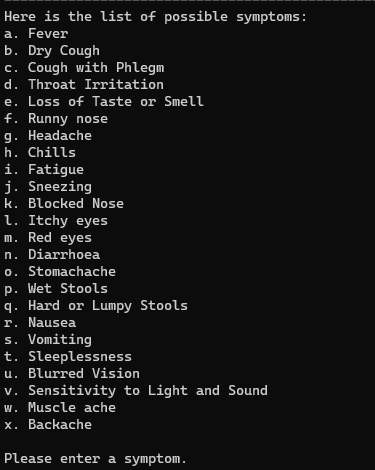 Here is the list of possible symptoms:
a. Fever
b. Dry Cough
c. Cough with Phlegm
d. Throat Irritation
e. Loss of Taste or Smell
f. Runny nose
g. Headache
h. Chills
i. Fatigue
j. Sneezing
k. Blocked Nose
l. Itchy eyes
m. Red eyes
n. Diarrhoea
o. Stomachache
p. Wet Stools
q. Hard or Lumpy Stools
r. Nausea
s. Vomiting
t. Sleeplessness
u. Blurred Vision
v. Sensitivity to Light and Sound
w. Muscle ache
x. Backache
Please enter a symptom.